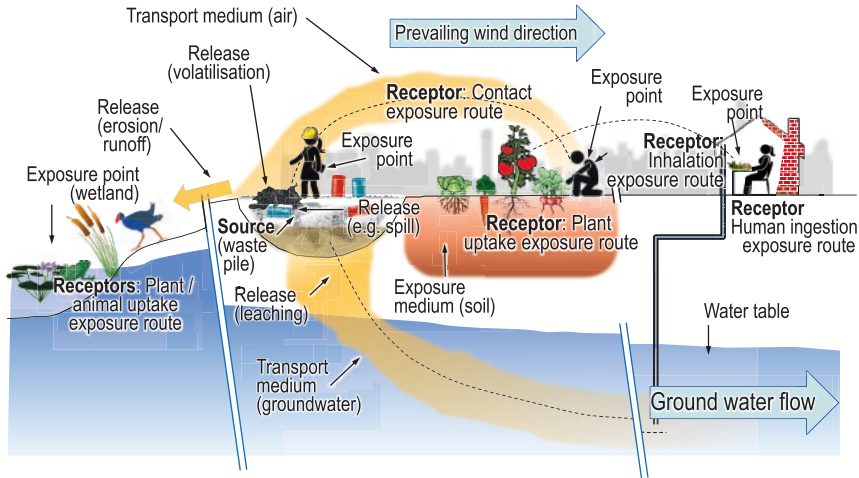 Transport medium (air)
Prevailing wind direction
Release
(volatilisation)
Release
(erosion/
runoff)
Receptor: Contact
exposure route
Exposure
point
Exposure
point
Exposure
point
Receptor:
Inhalation
exposure route
Exposure point
(wetland)
Source
(waste
pile)
Release
(e.g. spill)
Receptor: Plant
uptake exposure route
Receptor
Human ingestion
exposure route
Receptors: Plant /
animal uptake
exposure route
Release
(leaching)
Exposure
medium (soil)
Water table
Transport
medium
(groundwater)
Ground water flow